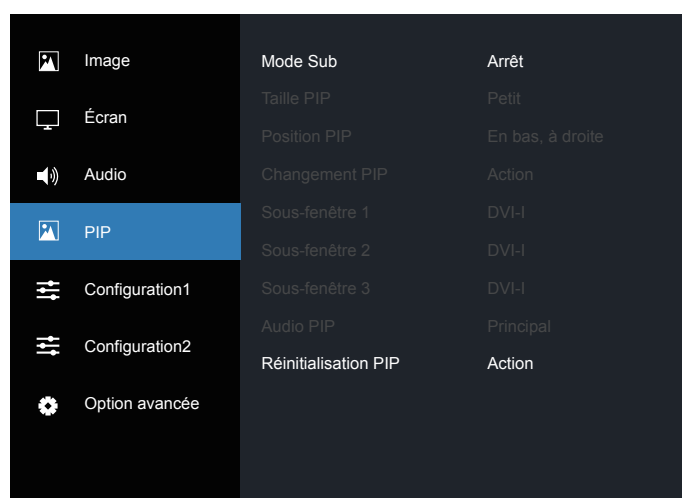 Image
Écran
Audio
PIP
Configuration1
Configuration2
Option avancée
Mode Sub Arrêt
Taille PIP Petit
Position PIP En bas, à droite
Changement PIP Action
Sous-fenêtre 1 DVI-I
Sous-fenêtre 2 DVI-I
Sous-fenêtre 3 DVI-I
Audio PIP Principal
Réinitialisation PIP Action